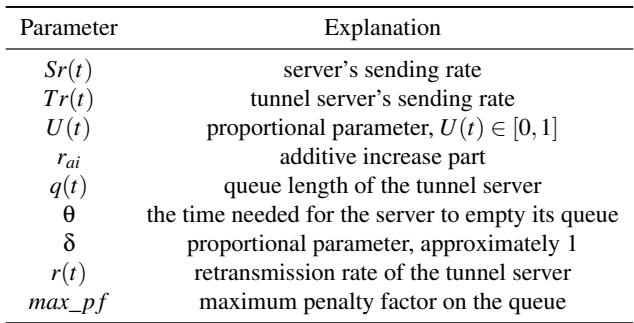 Parameter Explanation
Sr(t) server's sending rate
Tr(t) tunnel server's sending rate
U(t) proportional parameter, U(t) ∈ [0,1]
r_ai additive increase part
q(t) queue length of the tunnel server
θ the time needed for the server to empty its queue
δ proportional parameter, approximately 1
r(t) retransmission rate of the tunnel server
max_pf maximum penalty factor on the queue